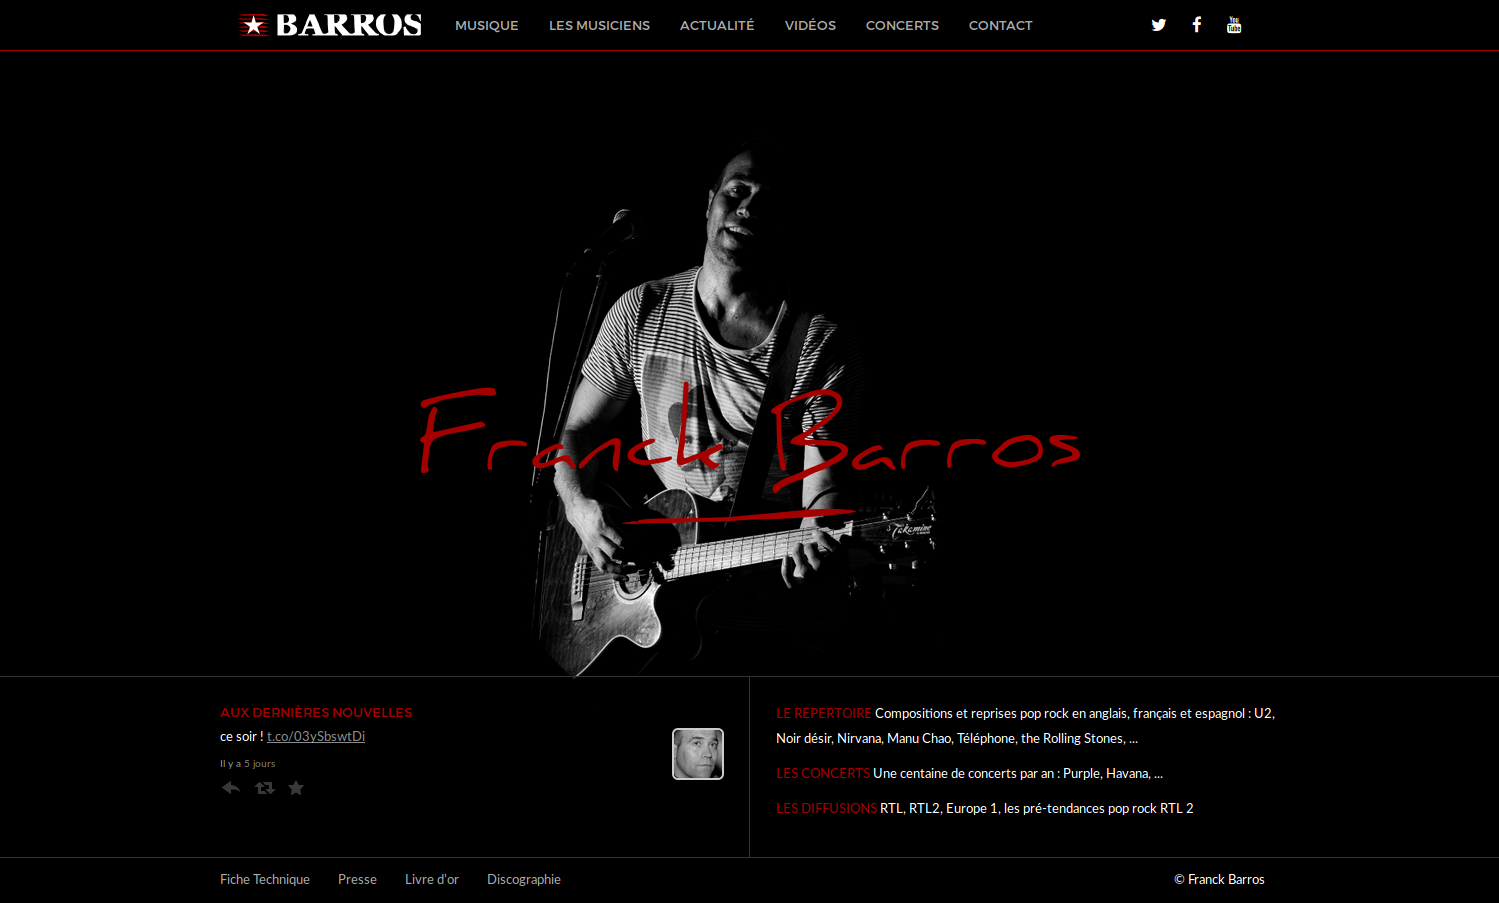 BARROS
MUSIQUE
LES MUSICIENS
ACTUALITÉ
VIDÉOS
CONCERTS
CONTACT
You Tube
Franck Barros
Takamine
AUX DERNIÈRES NOUVELLES
ce soir ! t.co/03ySbswtDi
Il y a 5 jours
LE REPERTOIRE Compositions et reprises pop rock en anglais, français et espagnol : U2,
Noir désir, Nirvana, Manu Chao, Téléphone, the Rolling Stones, ...
LES CONCERTS Une centaine de concerts par an : Purple, Havana, ...
LES DIFFUSIONS RTL, RTL2, Europe 1, les pré-tendances pop rock RTL 2
Fiche Technique
Presse
Livre d'or
Discographie
© Franck Barros